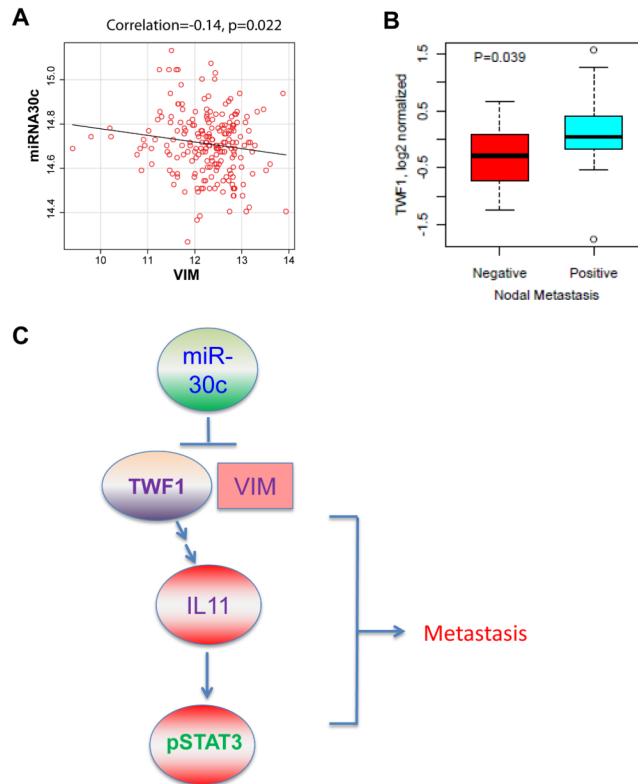 A
Correlation=-0.14, p=0.022
miRNA30c
15.0
14.8
14.6
14.4
10 11 12 13 14
VIM
B
P=0.039
TWF1, log2 normalized
1.5
0.5
-0.5
-1.5
Negative Positive
Nodal Metastasis
C
miR-
30c
TWF1 VIM
IL11
Metastasis
pSTAT3